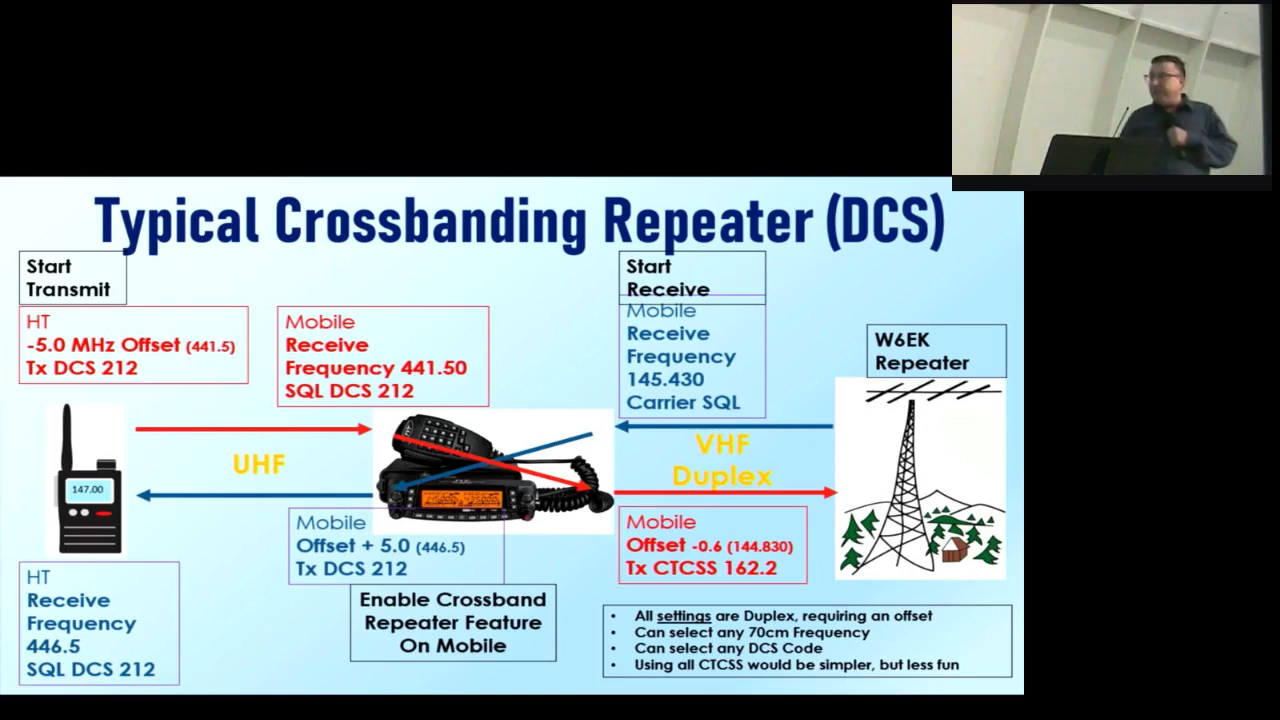 Typical Crossbanding Repeater (DCS)
Start
Transmit
HT
-5.0 MHz Offset (441.5)
Tx DCS 212
Mobile
Receive
Frequency 441.50
SQL DCS 212
Start
Receive
Mobile
Receive
Frequency
145.430
Carrier SQL
W6EK
Repeater
UHF
VHF
Duplex
147.00
Mobile
Offset + 5.0 (446.5)
Tx DCS 212
Mobile
Offset -0.6 (144.830)
Tx CTCSS 162.2
HT
Receive
Frequency
446.5
SQL DCS 212
Enable Crossband
Repeater Feature
On Mobile
• All settings are Duplex, requiring an offset
• Can select any 70cm Frequency
• Can select any DCS Code
• Using all CTCSS would be simpler, but less fun